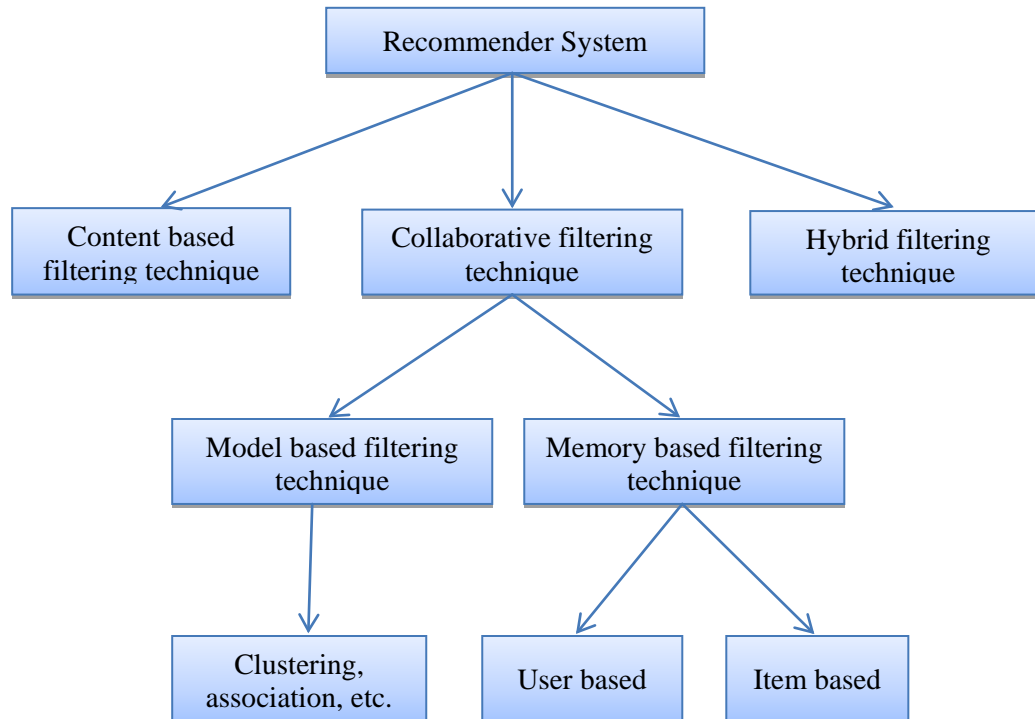 Recommender System
Content based
filtering technique
Collaborative filtering
technique
Hybrid filtering
technique
Model based filtering
technique
Memory based filtering
technique
Clustering,
association, etc.
User based
Item based